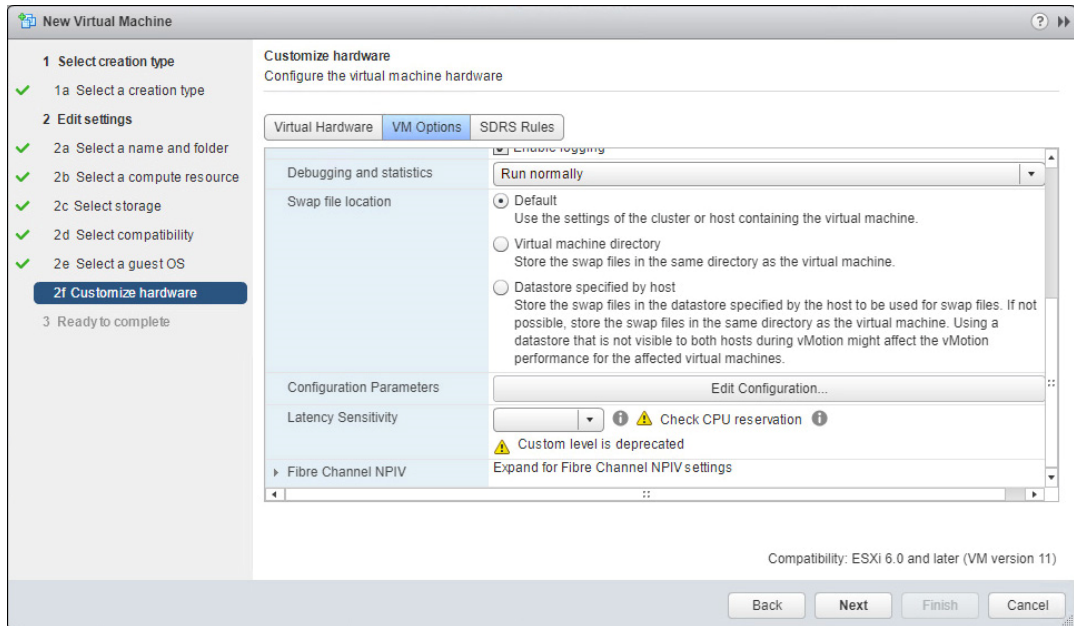 New Virtual Machine
1 Select creation type
1a Select a creation type
2 Edit settings
2a Select a name and folder
2b Select a compute resource
2c Select storage
2d Select compatibility
2e Select a guest OS
2f Customize hardware
3 Ready to complete
Customize hardware
Configure the virtual machine hardware
Virtual Hardware VM Options SDRS Rules
Enable logging
Debugging and statistics Run normally
Swap file location Default
Use the settings of the cluster or host containing the virtual machine.
Virtual machine directory
Store the swap files in the same directory as the virtual machine.
Datastore specified by host
Store the swap files in the datastore specified by the host to be used for swap files. If not
possible, store the swap files in the same directory as the virtual machine. Using a
datastore that is not visible to both hosts during vMotion might affect the vMotion
performance for the affected virtual machines.
Configuration Parameters Edit Configuration...
Latency Sensitivity Check CPU reservation
Custom level is deprecated
Fibre Channel NPIV Expand for Fibre Channel NPIV settings
Compatibility: ESXi 6.0 and later (VM version 11)
Back Next Finish Cancel